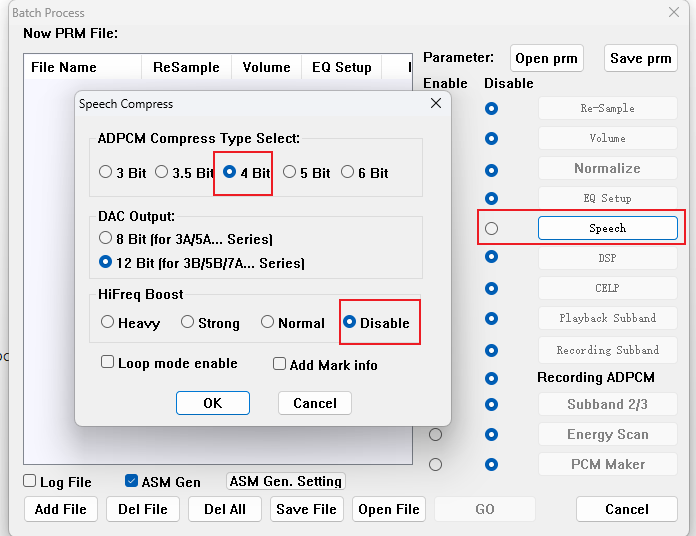 Batch Process
Now PRM File:
File Name ReSample Volume EQ Setup
Parameter: Open prm Save prm
Enable Disable
Re-Sample
Volume
Normalize
EQ Setup
Speech
DSP
CELP
Playback Subband
Recording Subband
Recording ADPCM
Subband 2/3
Energy Scan
PCM Maker
Speech Compress
ADPCM Compress Type Select:
3 Bit 3.5 Bit 4 Bit 5 Bit 6 Bit
DAC Output:
8 Bit (for 3A/5A... Series)
12 Bit (for 3B/5B/7A... Series)
HiFreq Boost
Heavy Strong Normal Disable
Loop mode enable Add Mark info
OK Cancel
Log File ASM Gen ASM Gen. Setting
Add File Del File Del All Save File Open File GO Cancel